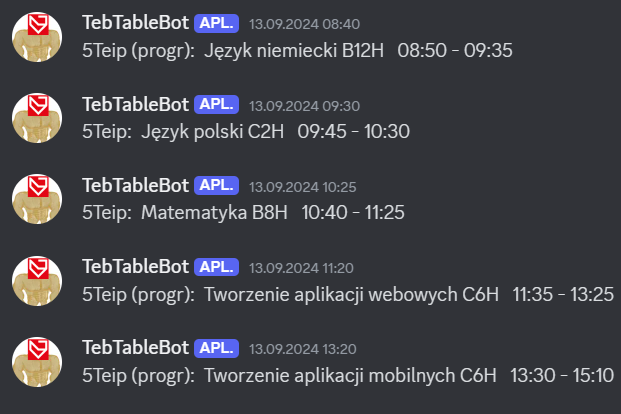 TebTableBot APL. 13.09.2024 08:40
5Teip (progr): Język niemiecki B12H 08:50 - 09:35
TebTableBot APL. 13.09.2024 09:30
5Teip: Język polski C2H 09:45 - 10:30
TebTableBot APL. 13.09.2024 10:25
5Teip: Matematyka B8H 10:40 - 11:25
TebTableBot APL. 13.09.2024 11:20
5Teip (progr): Tworzenie aplikacji webowych C6H 11:35 - 13:25
TebTableBot APL. 13.09.2024 13:20
5Teip (progr): Tworzenie aplikacji mobilnych C6H 13:30 - 15:10